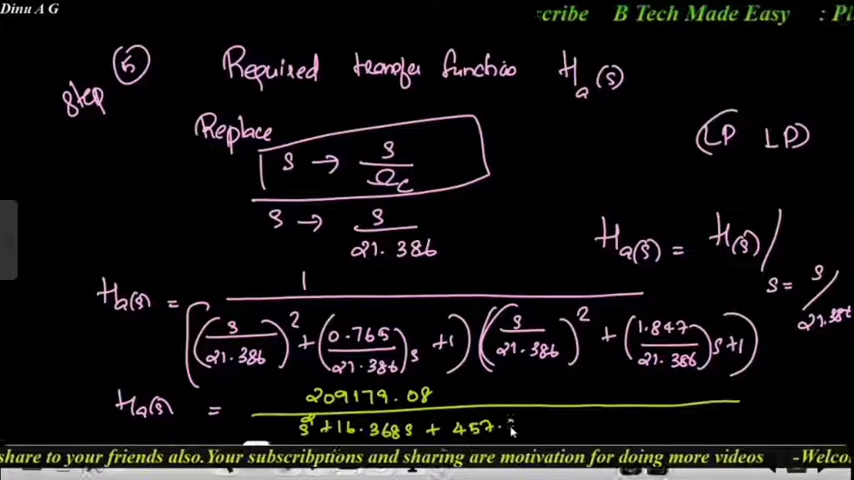 Dinu A G
cribe B Tech Made Easy : Pl
Step 5 Required transfer function Ha(s)
Replace
(LP LP)
s → s/Ωc
s → s/21.386
Ha(s) = H(s) / s = s/21.386
Ha(s) = 1 / [((s/21.386)² + (0.765/21.386)s + 1) ((s/21.386)² + (1.847/21.386)s + 1)]
Ha(s) = 209179.08 / s² + 16.368s + 457.
share to your friends also.Your subscribptions and sharing are motivation for doing more videos -Welco